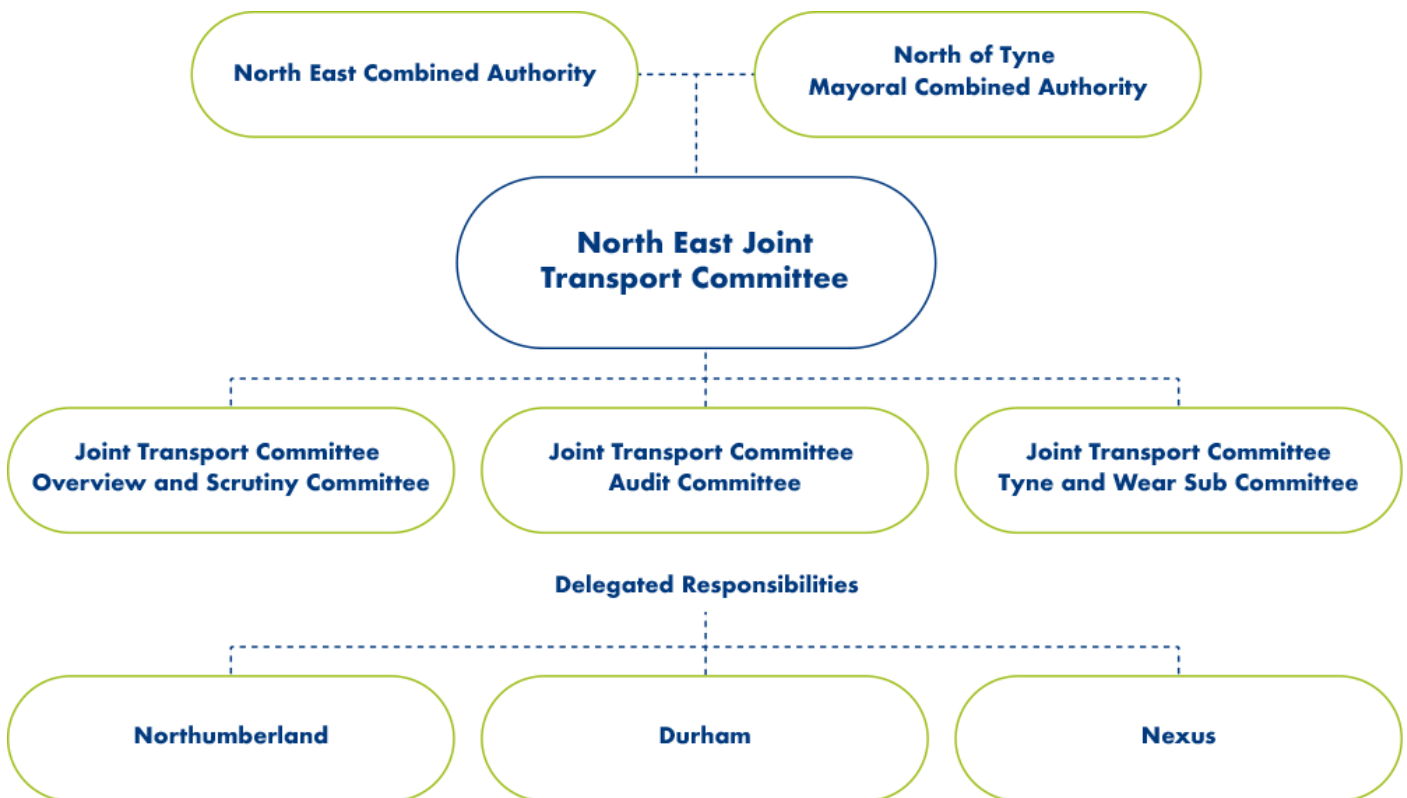 North East Combined Authority
North of Tyne
Mayoral Combined Authority
North East Joint
Transport Committee
Joint Transport Committee
Overview and Scrutiny Committee
Joint Transport Committee
Audit Committee
Joint Transport Committee
Tyne and Wear Sub Committee
Delegated Responsibilities
Northumberland
Durham
Nexus